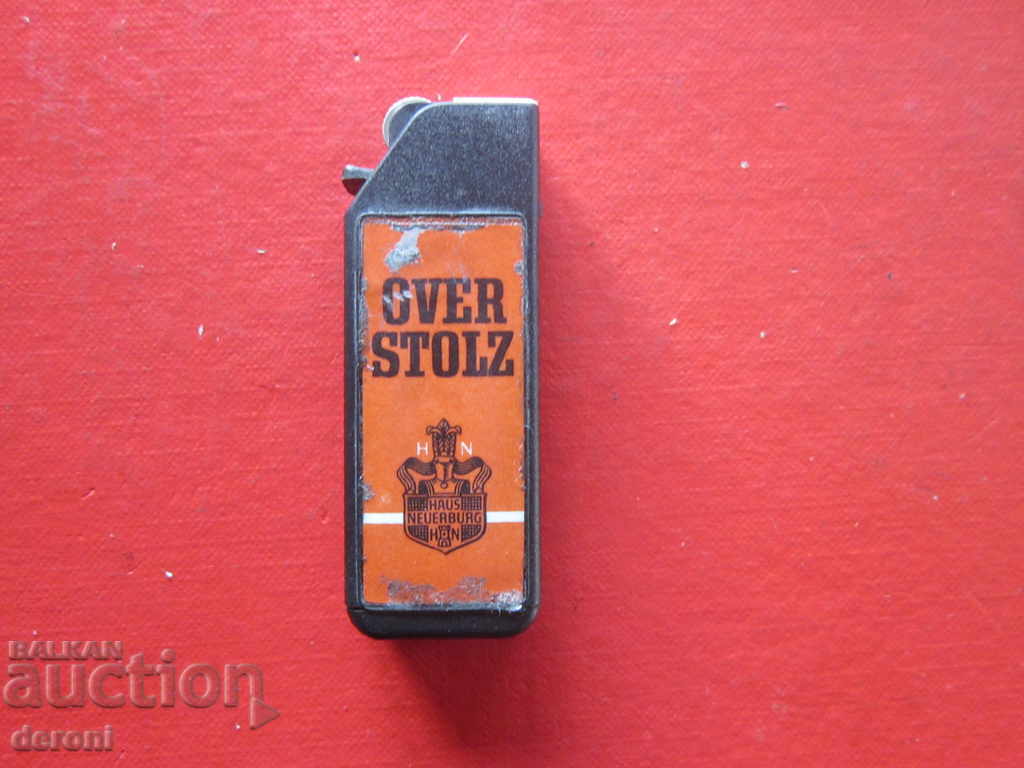 OVER
STOLZ
H N
HAUS
NEUERBURG
H N
BALKAN
auction
deroni